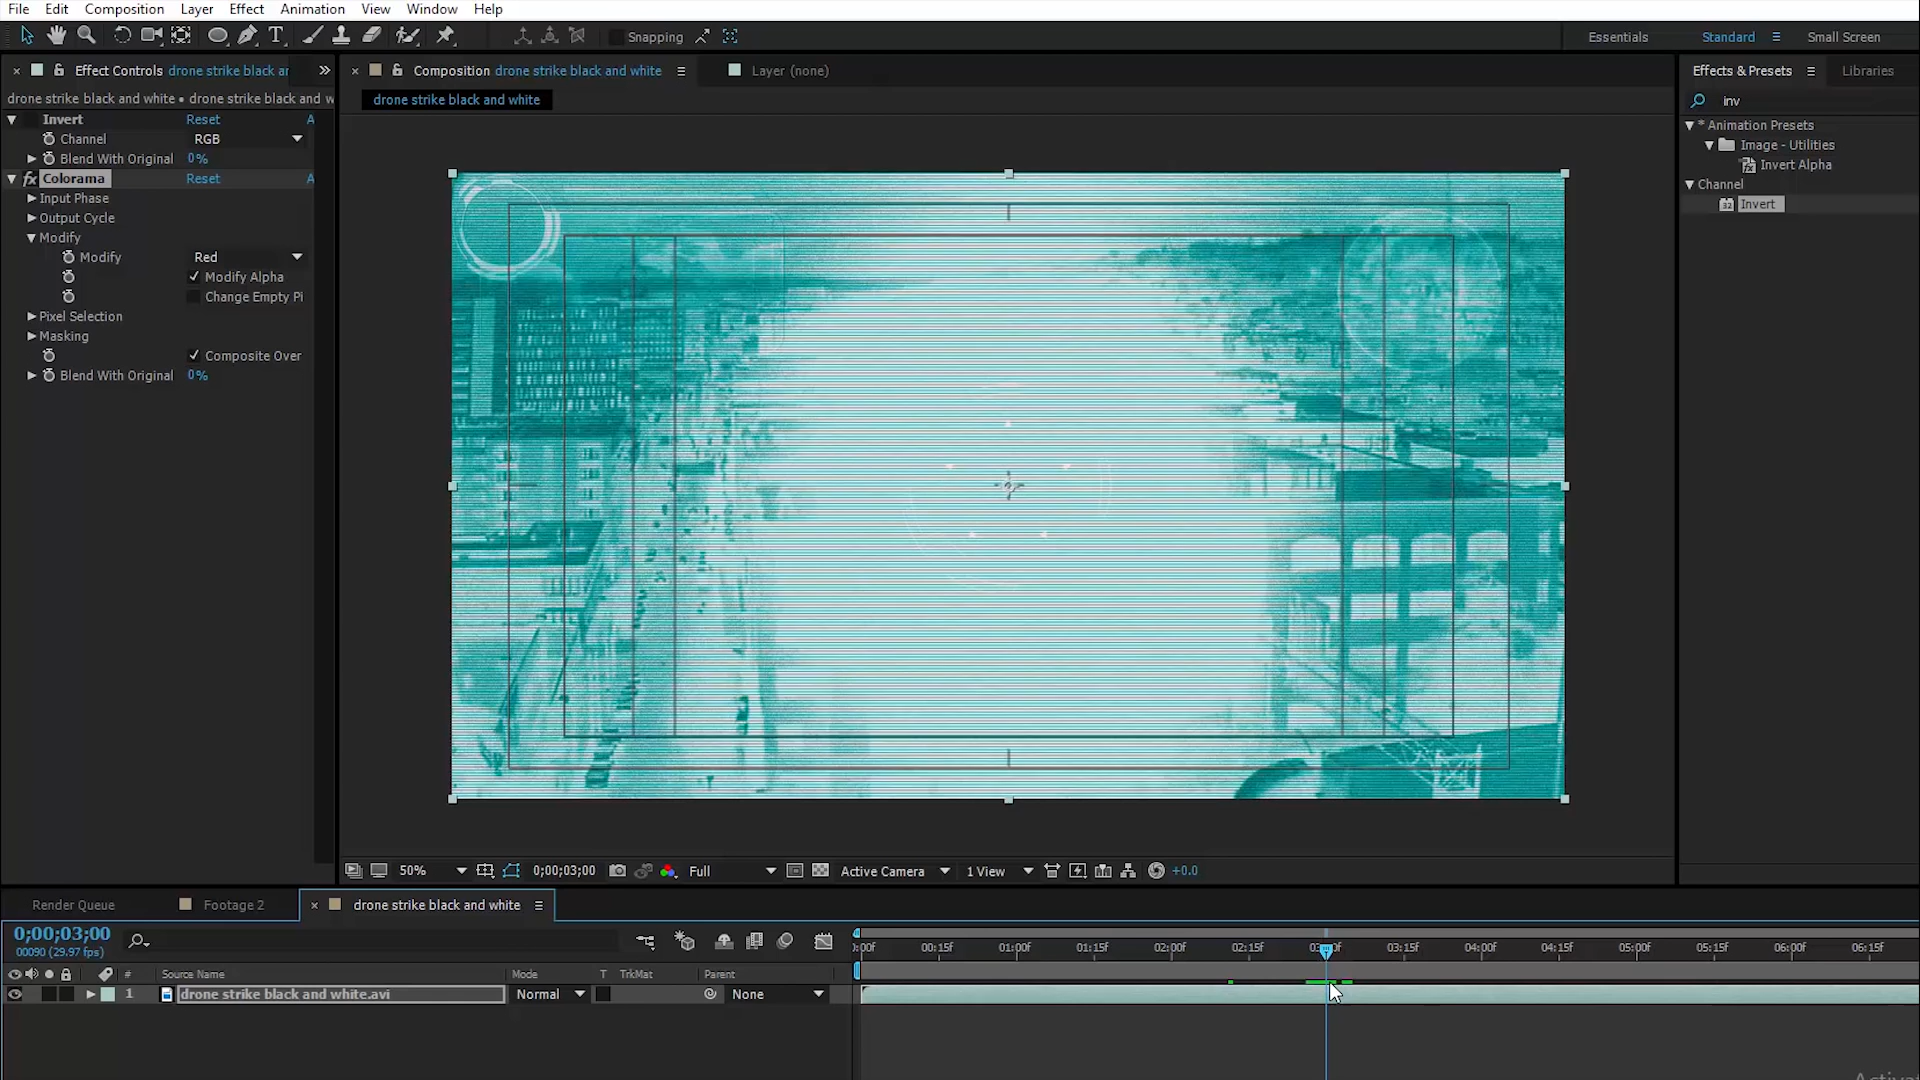 File Edit Composition Layer Effect Animation View Window Help
Snapping
Essentials Standard Small Screen
Effect Controls drone strike black ar
Composition drone strike black and white
Layer (none)
Effects & Presets Libraries
drone strike black and white • drone strike black and w
drone strike black and white
inv
Invert Reset A
Channel RGB
Blend With Original 0%
fx Colorama Reset A
Input Phase
Output Cycle
Modify
Modify Red
Modify Alpha
Change Empty Pi
Pixel Selection
Masking
Composite Over
Blend With Original 0%
* Animation Presets
Image - Utilities
Invert Alpha
Channel
32 Invert
50% 0;00;03;00 Full Active Camera 1 View +0.0
Render Queue Footage 2 drone strike black and white
0;00;03;00
00090 (29.97 fps)
:00f 00:15f 01:00f 01:15f 02:00f 02:15f 03:00f 03:15f 04:00f 04:15f 05:00f 05:15f 06:00f 06:15f
# Source Name Mode T TrkMat Parent
1 drone strike black and white.avi Normal None